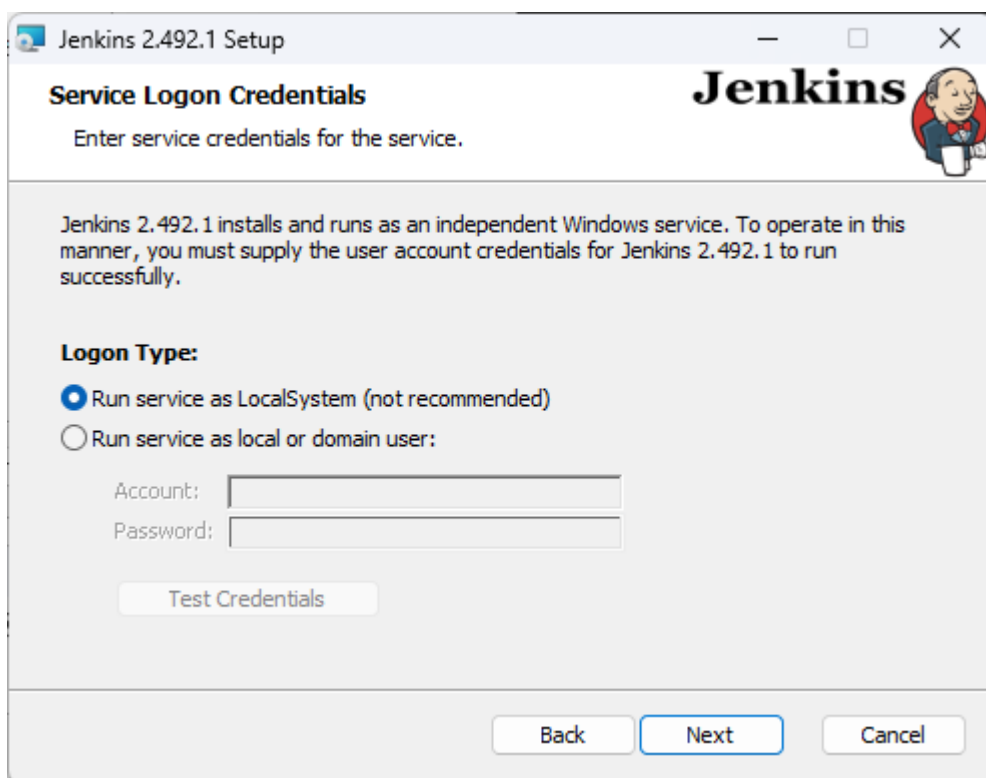 Jenkins 2.492.1 Setup
Service Logon Credentials
Jenkins
Enter service credentials for the service.
Jenkins 2.492.1 installs and runs as an independent Windows service. To operate in this
manner, you must supply the user account credentials for Jenkins 2.492.1 to run
successfully.
Logon Type:
Run service as LocalSystem (not recommended)
Run service as local or domain user:
Account:
Password:
Test Credentials
Back Next Cancel